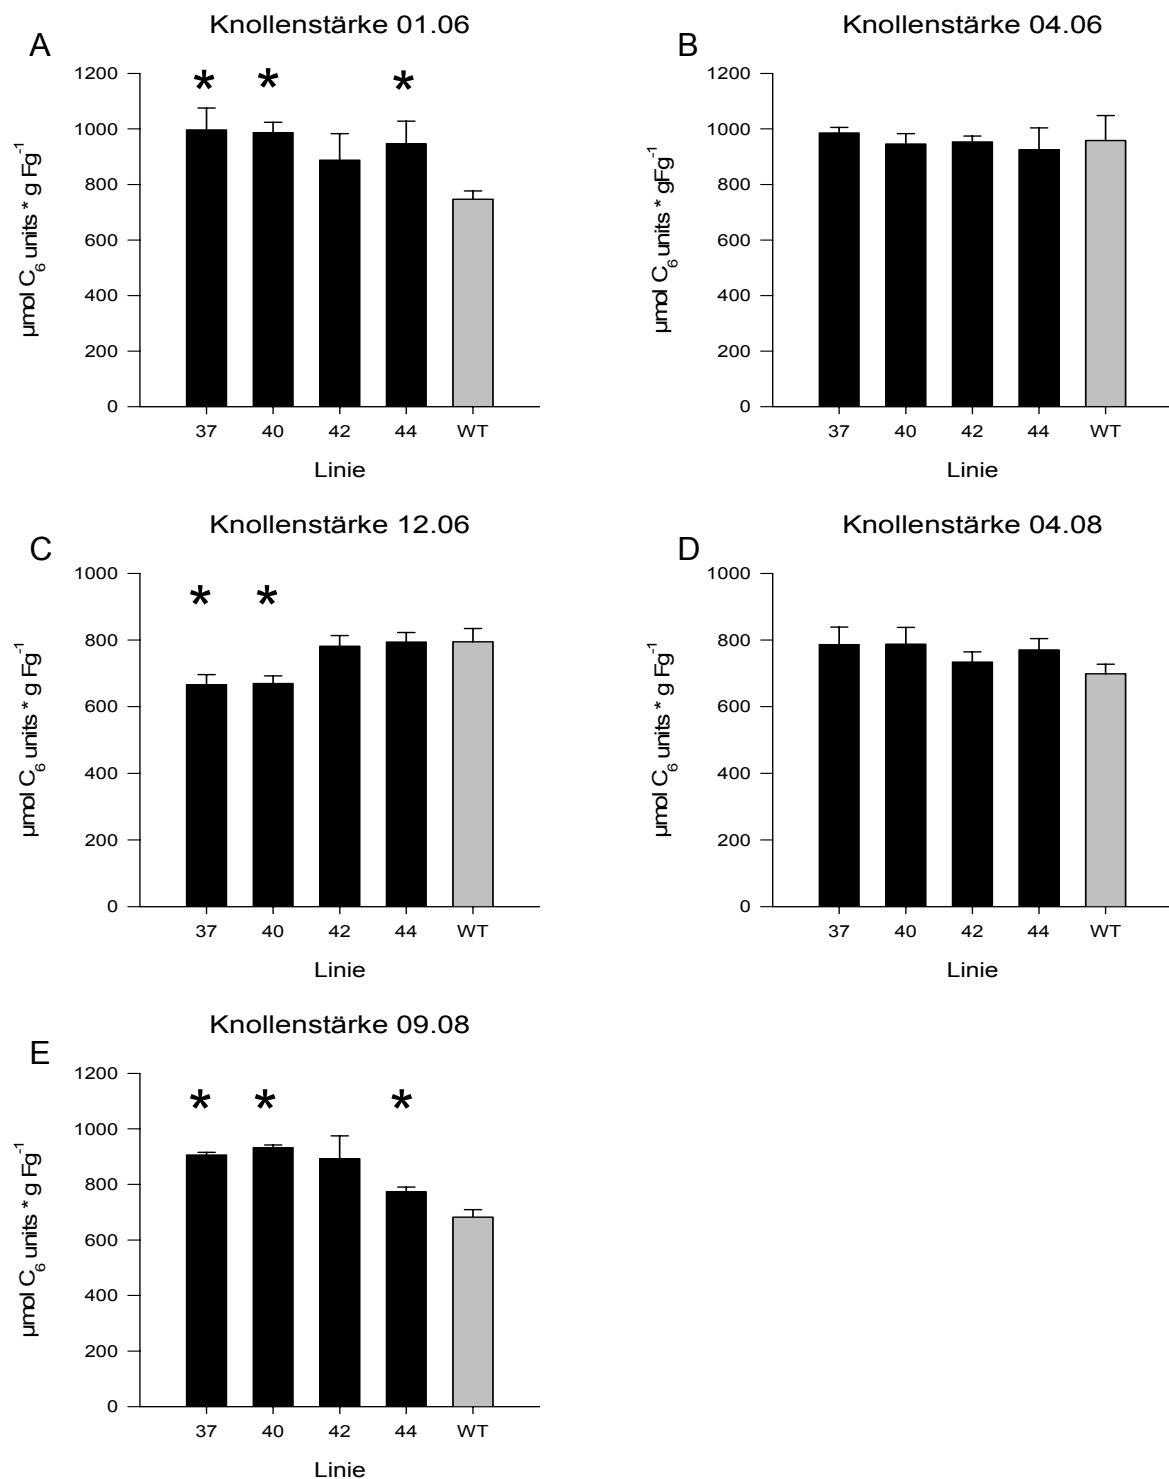 A
Knollenstärke 01.06
µmol C6 units * g Fg-1
1200
1000
800
600
400
200
0
* * *
37 40 42 44 WT
Linie
B
Knollenstärke 04.06
µmol C6 units * gFg-1
1200
1000
800
600
400
200
0
37 40 42 44 WT
Linie
C
Knollenstärke 12.06
µmol C6 units * g Fg-1
1000
800
600
400
200
0
* *
37 40 42 44 WT
Linie
D
Knollenstärke 04.08
µmol C6 units * g Fg-1
1000
800
600
400
200
0
37 40 42 44 WT
Linie
E
Knollenstärke 09.08
µmol C6 units * g Fg-1
1200
1000
800
600
400
200
0
* * *
37 40 42 44 WT
Linie